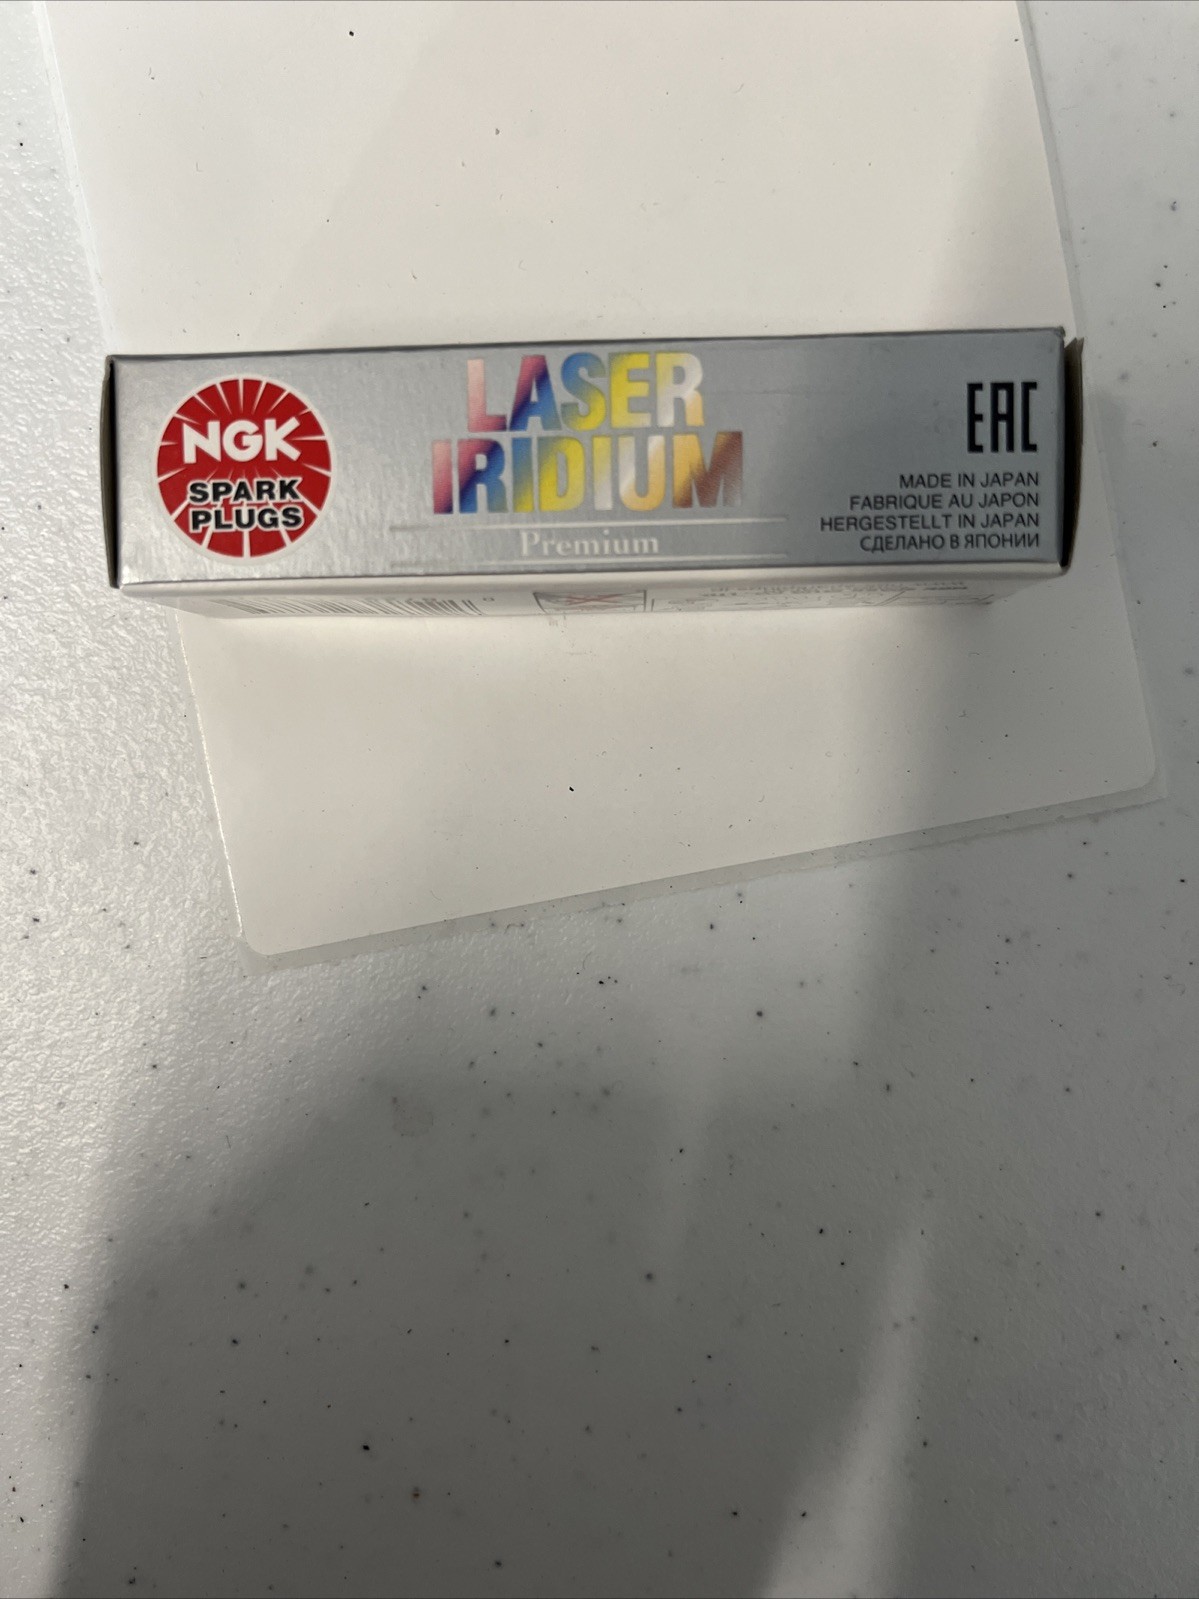 NGK
SPARK
PLUGS
LASER
IRIDIUM
Premium
EAC
MADE IN JAPAN
FABRIQUE AU JAPON
HERGESTELLT IN JAPAN
СДЕЛАНО В ЯПОНИИ